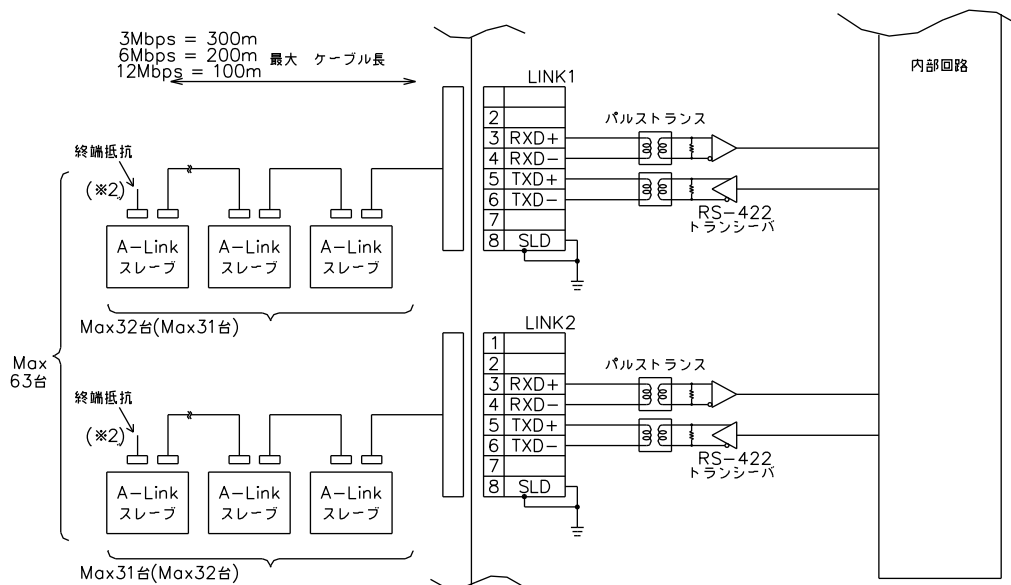 3Mbps = 300m
6Mbps = 200m 最大 ケーブル長
12Mbps = 100m
終端抵抗
(※2)
A-Link
スレーブ
A-Link
スレーブ
A-Link
スレーブ
Max32台(Max31台)
LINK1
2
3 RXD+
4 RXD-
5 TXD+
6 TXD-
7
8 SLD
パルストランス
RS-422
トランシーバ
内部回路
Max
63台
終端抵抗
(※2)
A-Link
スレーブ
A-Link
スレーブ
A-Link
スレーブ
Max31台(Max32台)
LINK2
1
2
3 RXD+
4 RXD-
5 TXD+
6 TXD-
7
8 SLD
パルストランス
RS-422
トランシーバ